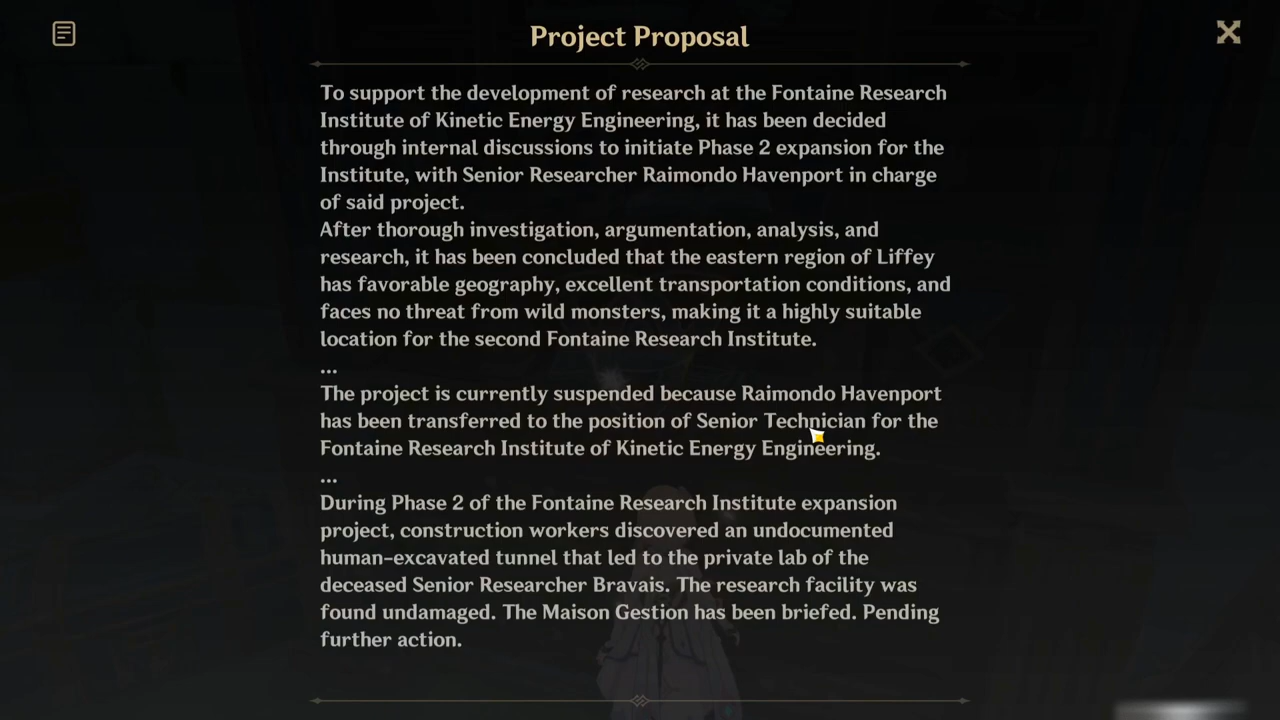 Project Proposal
To support the development of research at the Fontaine Research
Institute of Kinetic Energy Engineering, it has been decided
through internal discussions to initiate Phase 2 expansion for the
Institute, with Senior Researcher Raimondo Havenport in charge
of said project.
After thorough investigation, argumentation, analysis, and
research, it has been concluded that the eastern region of Liffey
has favorable geography, excellent transportation conditions, and
faces no threat from wild monsters, making it a highly suitable
location for the second Fontaine Research Institute.
...
The project is currently suspended because Raimondo Havenport
has been transferred to the position of Senior Technician for the
Fontaine Research Institute of Kinetic Energy Engineering.
...
During Phase 2 of the Fontaine Research Institute expansion
project, construction workers discovered an undocumented
human-excavated tunnel that led to the private lab of the
deceased Senior Researcher Bravais. The research facility was
found undamaged. The Maison Gestion has been briefed. Pending
further action.